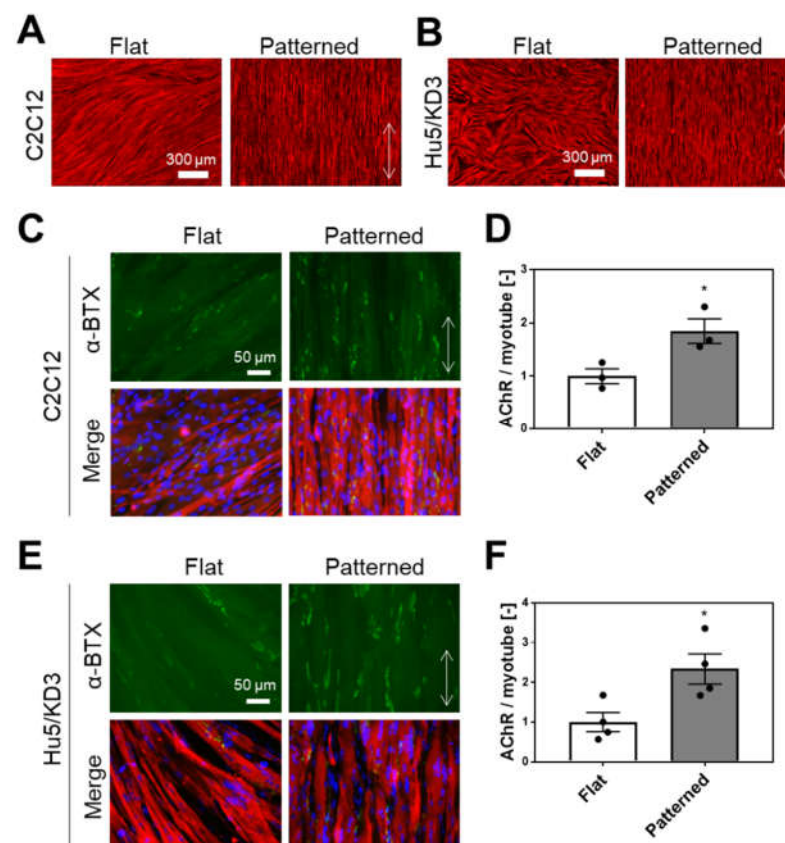 A
Flat
Patterned
C2C12
300 µm
B
Flat
Patterned
Hu5/KD3
300 µm
C
Flat
Patterned
C2C12
α-BTX
50 µm
Merge
D
AChR / myotube [-]
3
2
1
0
*
Flat
Patterned
E
Flat
Patterned
Hu5/KD3
α-BTX
50 µm
Merge
F
AChR / myotube [-]
4
3
2
1
0
*
Flat
Patterned